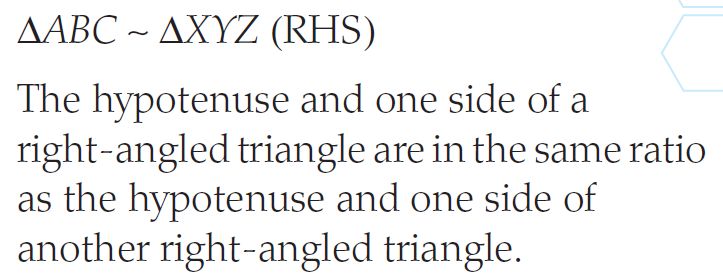 ΔABC ~ ΔXYZ (RHS)
The hypotenuse and one side of a
right-angled triangle are in the same ratio
as the hypotenuse and one side of
another right-angled triangle.